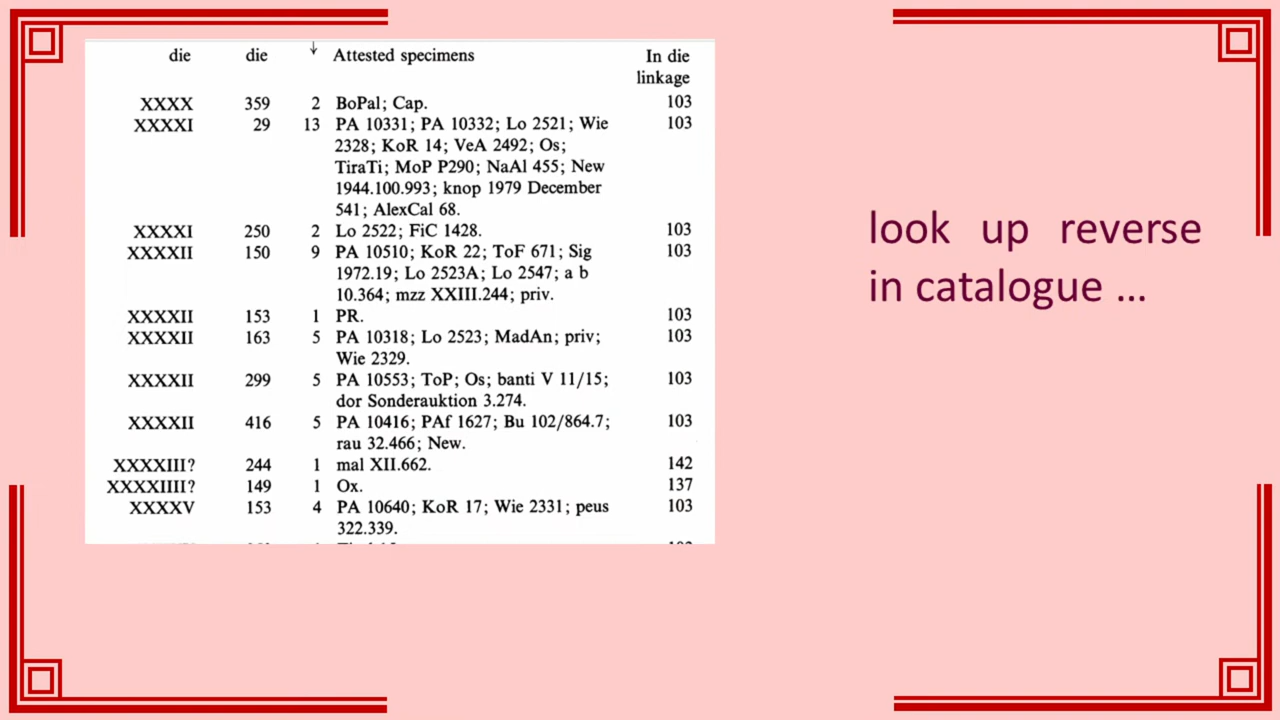 die die ↓ Attested specimens In die
linkage
XXXX 359 2 BoPal; Cap. 103
XXXXI 29 13 PA 10331; PA 10332; Lo 2521; Wie 103
2328; KoR 14; VeA 2492; Os;
TiraTi; MoP P290; NaAl 455; New
1944.100.993; knop 1979 December
541; AlexCal 68.
XXXXI 250 2 Lo 2522; FiC 1428. 103
XXXXII 150 9 PA 10510; KoR 22; ToF 671; Sig 103
1972.19; Lo 2523A; Lo 2547; a b
10.364; mzz XXIII.244; priv.
XXXXII 153 1 PR. 103
XXXXII 163 5 PA 10318; Lo 2523; MadAn; priv; 103
Wie 2329.
XXXXII 299 5 PA 10553; ToP; Os; banti V 11/15; 103
dor Sonderauktion 3.274.
XXXXII 416 5 PA 10416; PAf 1627; Bu 102/864.7; 103
rau 32.466; New.
XXXXIII? 244 1 mal XII.662. 142
XXXXIIII? 149 1 Ox. 137
XXXXV 153 4 PA 10640; KoR 17; Wie 2331; peus 103
322.339.
look up reverse
in catalogue ...